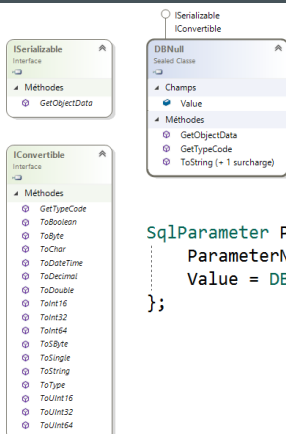 ISerializable
IConvertible
ISerializable
Interface
Méthodes
GetObjectData
DBNull
Sealed Classe
Champs
Value
Méthodes
GetObjectData
GetTypeCode
ToString (+ 1 surcharge)
IConvertible
Interface
Méthodes
GetTypeCode
ToBoolean
ToByte
ToChar
ToDateTime
ToDecimal
ToDouble
ToInt16
ToInt32
ToInt64
ToSByte
ToSingle
ToString
ToType
ToUInt16
ToUInt32
ToUInt64
SqlParameter
Value =
};